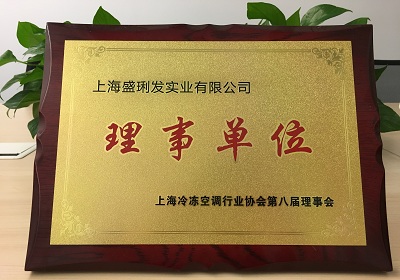 上海盛琍发实业有限公司
理事单位
上海冷冻空调行业协会第八届理事会